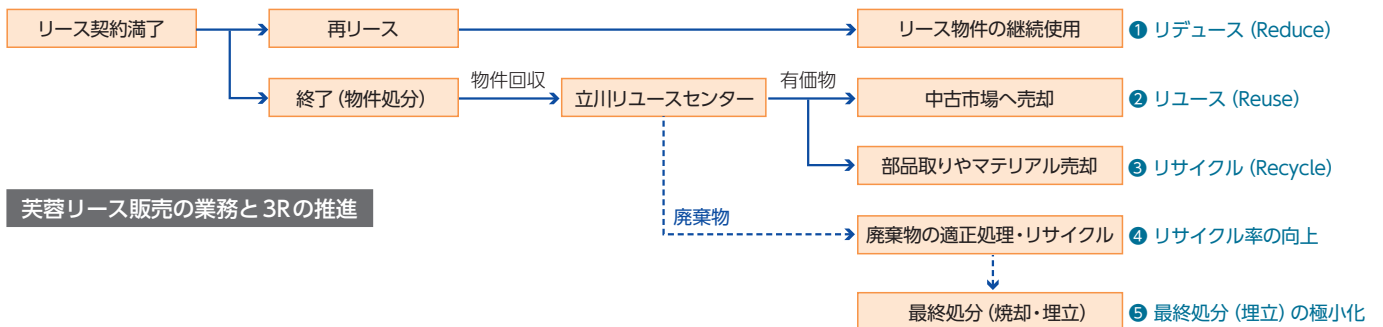 リース契約満了
再リース
リース物件の継続使用
❶ リデュース (Reduce)
終了 (物件処分)
物件回収
立川リユースセンター
有価物
中古市場へ売却
❷ リユース (Reuse)
部品取りやマテリアル売却
❸ リサイクル (Recycle)
芙蓉リース販売の業務と3Rの推進
廃棄物
廃棄物の適正処理・リサイクル
❹ リサイクル率の向上
最終処分 (焼却・埋立)
❺ 最終処分 (埋立) の極小化